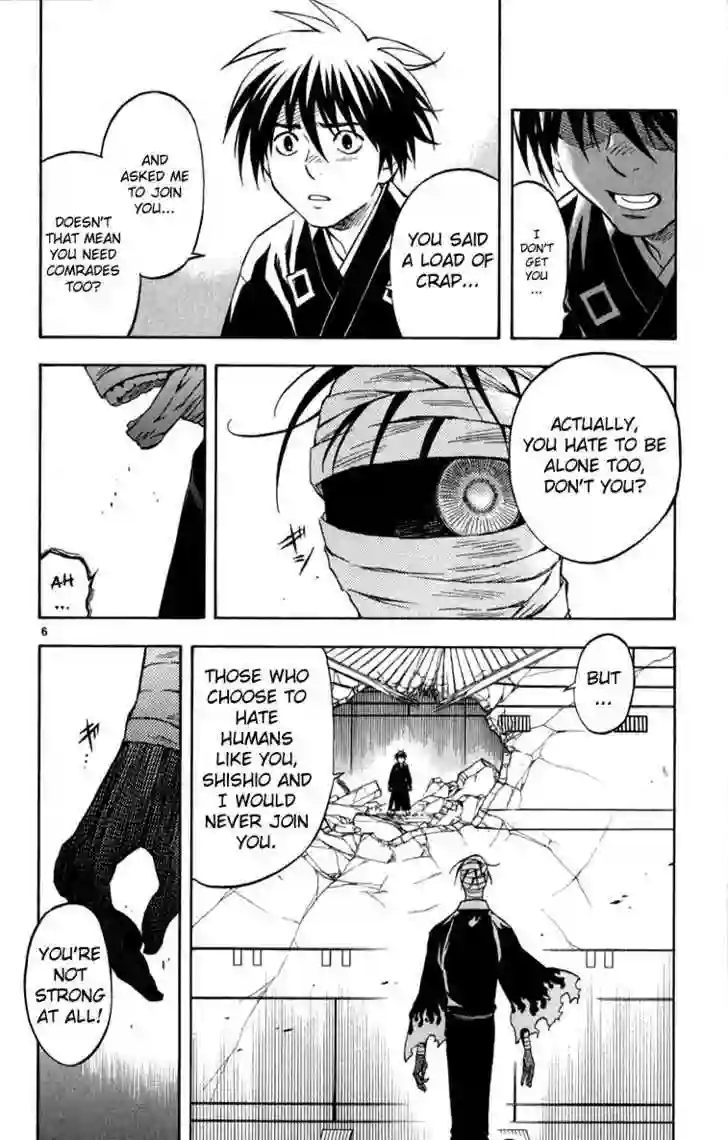 I
DON'T
GET
YOU
...
YOU SAID
A LOAD OF
CRAP...
AND
ASKED ME
TO JOIN
YOU...
DOESN'T
THAT MEAN
YOU NEED
COMRADES
TOO?
ACTUALLY,
YOU HATE TO BE
ALONE TOO,
DON'T YOU?
AH
...
6
BUT
...
THOSE WHO
CHOOSE TO
HATE
HUMANS
LIKE YOU,
SHISHIO AND
I WOULD
NEVER JOIN
YOU.
YOU'RE
NOT
STRONG
AT ALL!